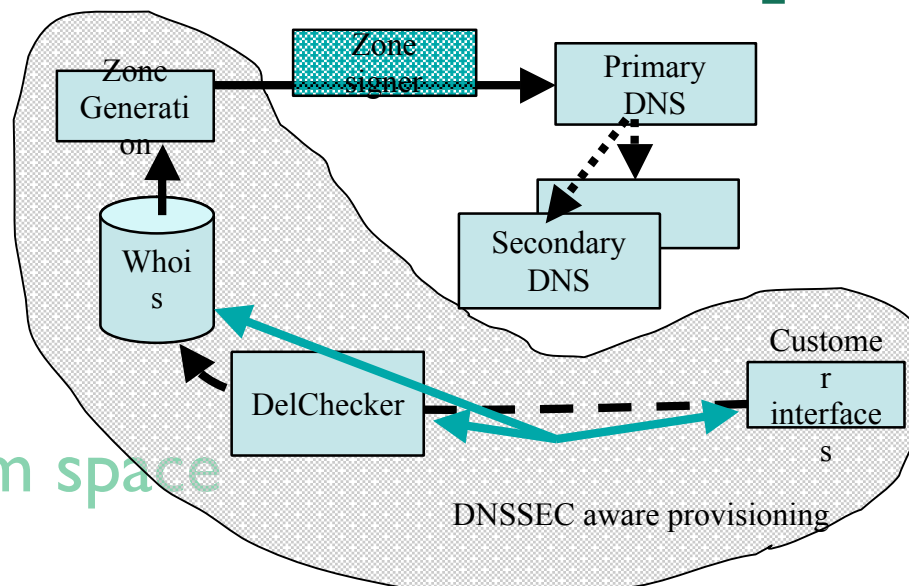 Zone
signer
Zone
Generati
on
Primary
DNS
Whoi
s
Secondary
DNS
Custome
r
interface
s
DelChecker
m space
DNSSEC aware provisioning